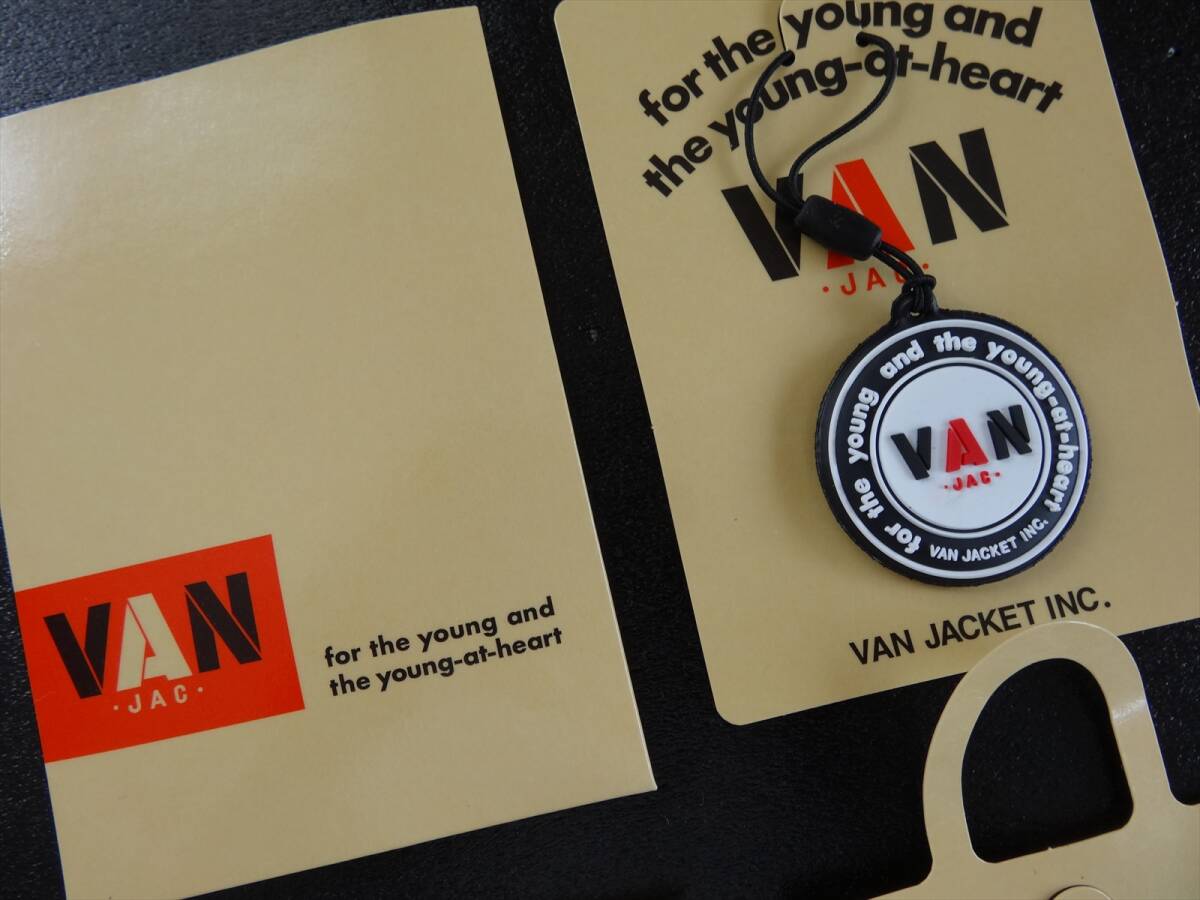 VAN
·JAC·
for the young and
the young-at-heart
for the young and
the young-at-heart
VAN
·JAC·
for the young and the young-at-heart
VAN
·JAC·
VAN JACKET INC.
VAN JACKET INC.